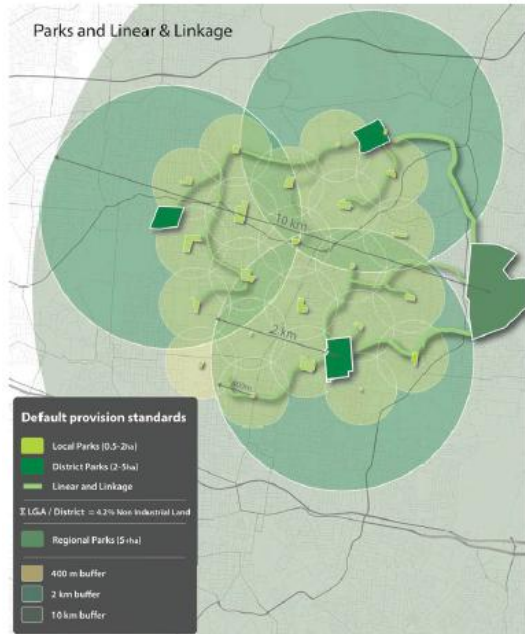 Parks and Linear & Linkage
10 km
2 km
400m
Default provision standards
Local Parks (0.5-2ha)
District Parks (2-5ha)
Linear and Linkage
Σ LGA / District = 4.2% Non Industrial Land
Regional Parks (5+ha)
400 m buffer
2 km buffer
10 km buffer